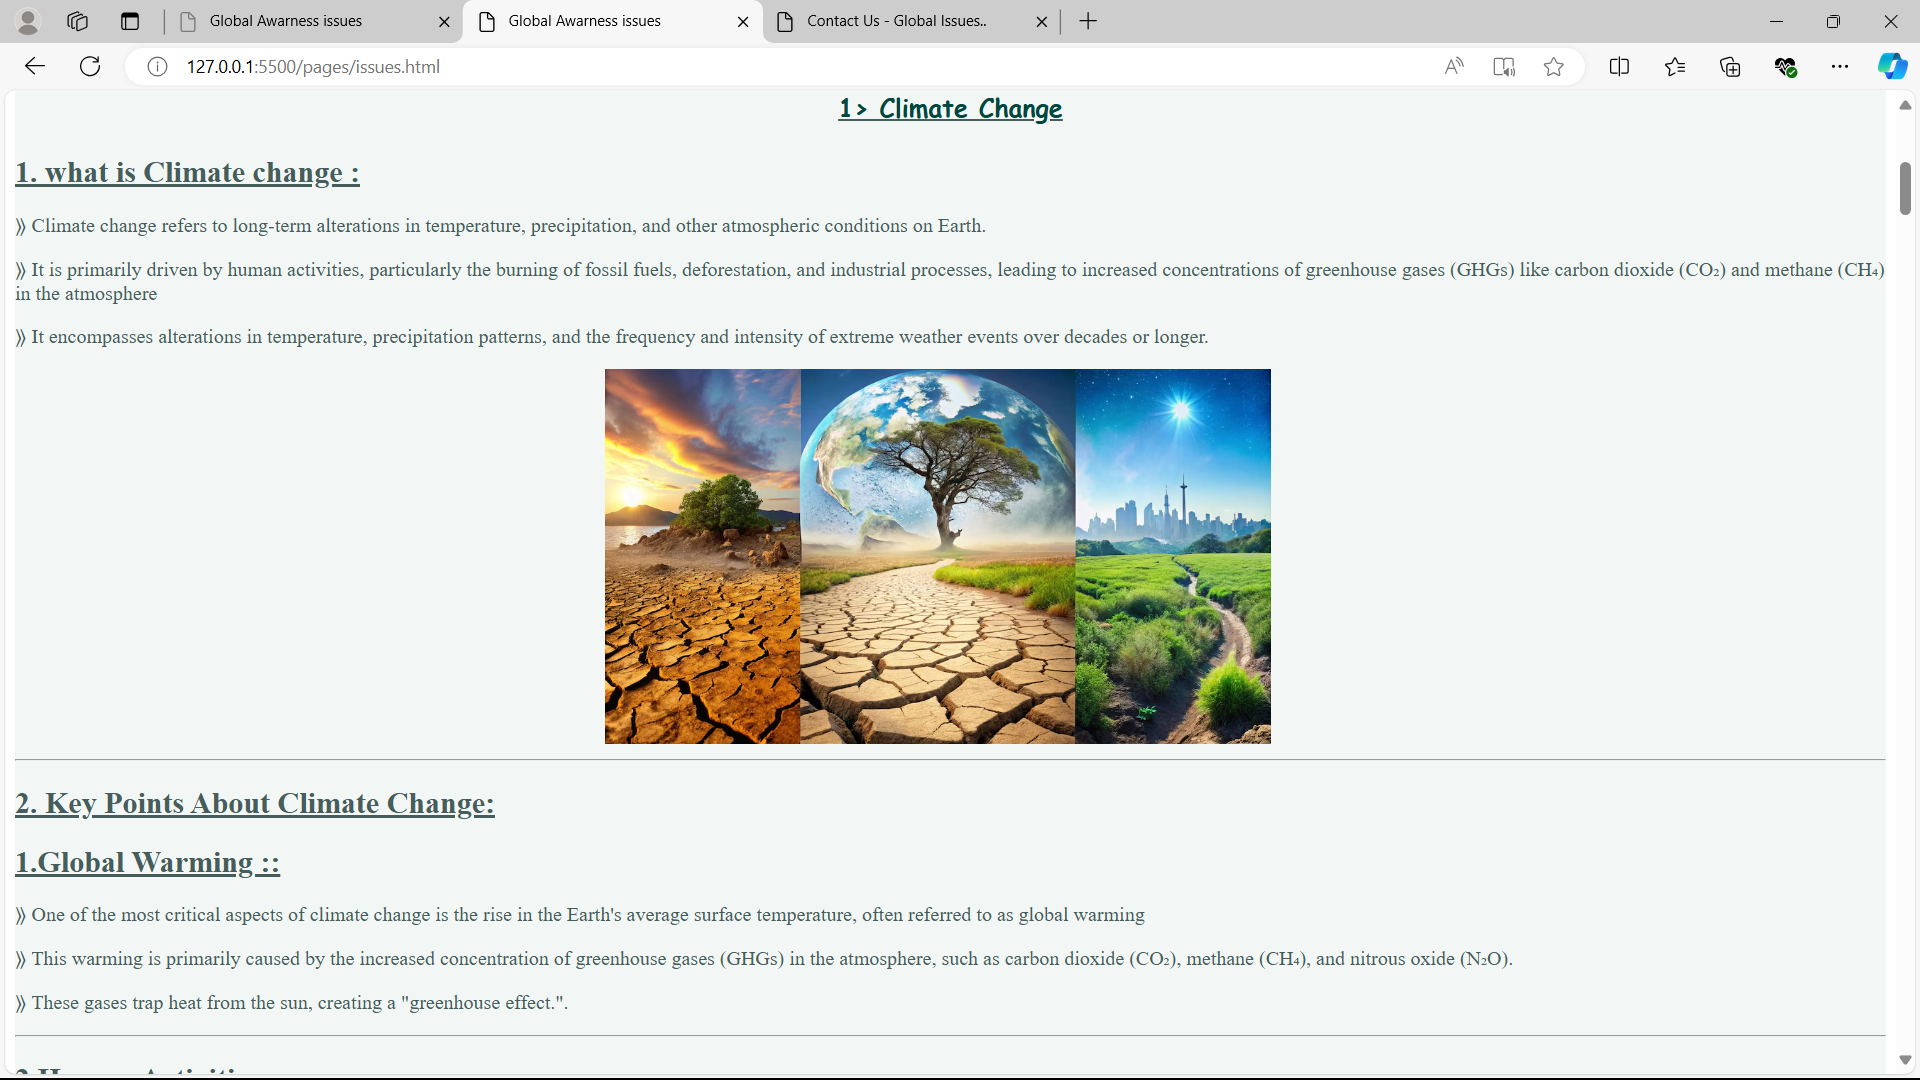 Global Awarness issues
Global Awarness issues
Contact Us - Global Issues..
127.0.0.1:5500/pages/issues.html
1> Climate Change
1. what is Climate change :
⟫ Climate change refers to long-term alterations in temperature, precipitation, and other atmospheric conditions on Earth.
⟫ It is primarily driven by human activities, particularly the burning of fossil fuels, deforestation, and industrial processes, leading to increased concentrations of greenhouse gases (GHGs) like carbon dioxide (CO₂) and methane (CH₄)
in the atmosphere
⟫ It encompasses alterations in temperature, precipitation patterns, and the frequency and intensity of extreme weather events over decades or longer.
2. Key Points About Climate Change:
1.Global Warming ::
⟫ One of the most critical aspects of climate change is the rise in the Earth's average surface temperature, often referred to as global warming
⟫ This warming is primarily caused by the increased concentration of greenhouse gases (GHGs) in the atmosphere, such as carbon dioxide (CO₂), methane (CH₄), and nitrous oxide (N₂O).
⟫ These gases trap heat from the sun, creating a "greenhouse effect.".